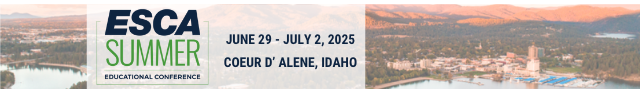 ESCA
SUMMER
EDUCATIONAL CONFERENCE
JUNE 29 - JULY 2, 2025
COEUR D' ALENE, IDAHO